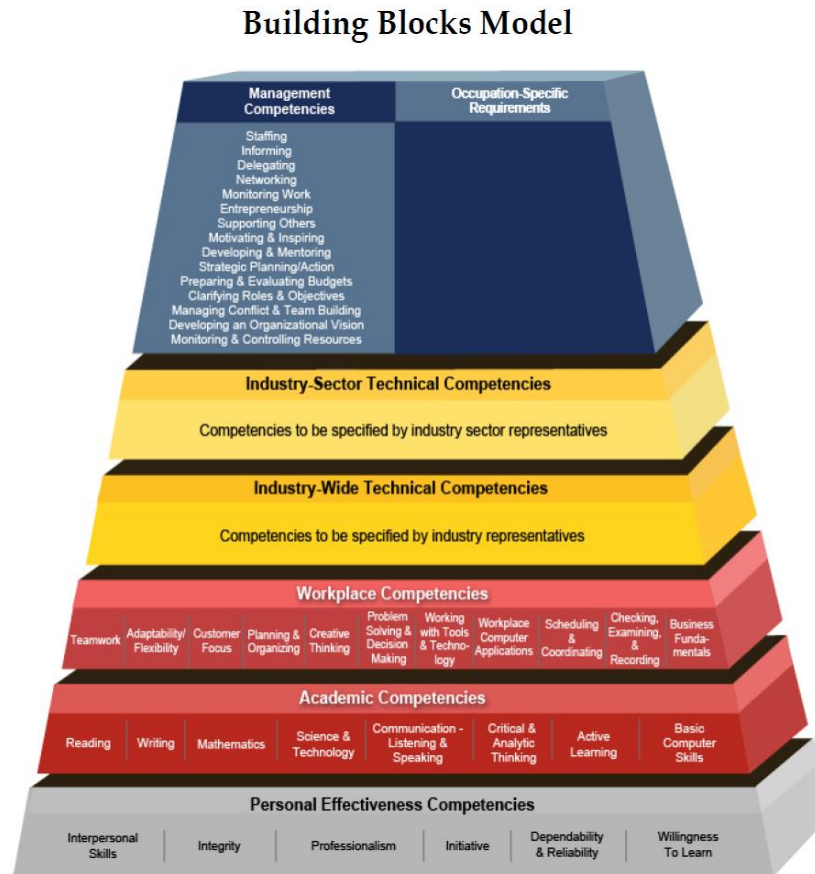 Building Blocks Model
Management
Competencies
Staffing
Informing
Delegating
Networking
Monitoring Work
Entrepreneurship
Supporting Others
Motivating & Inspiring
Developing & Mentoring
Strategic Planning/Action
Preparing & Evaluating Budgets
Clarifying Roles & Objectives
Managing Conflict & Team Building
Developing an Organizational Vision
Monitoring & Controlling Resources
Occupation-Specific
Requirements
Industry-Sector Technical Competencies
Competencies to be specified by industry sector representatives
Industry-Wide Technical Competencies
Competencies to be specified by industry representatives
Workplace Competencies
Teamwork
Adaptability/
Flexibility
Customer
Focus
Planning &
Organizing
Creative
Thinking
Problem
Solving &
Decision
Making
Working
with Tools
& Techno-
logy
Workplace
Computer
Applications
Scheduling
&
Coordinating
Checking,
Examining,
&
Recording
Business
Funda-
mentals
Academic Competencies
Reading
Writing
Mathematics
Science &
Technology
Communication -
Listening &
Speaking
Critical &
Analytic
Thinking
Active
Learning
Basic
Computer
Skills
Personal Effectiveness Competencies
Interpersonal
Skills
Integrity
Professionalism
Initiative
Dependability
& Reliability
Willingness
To Learn